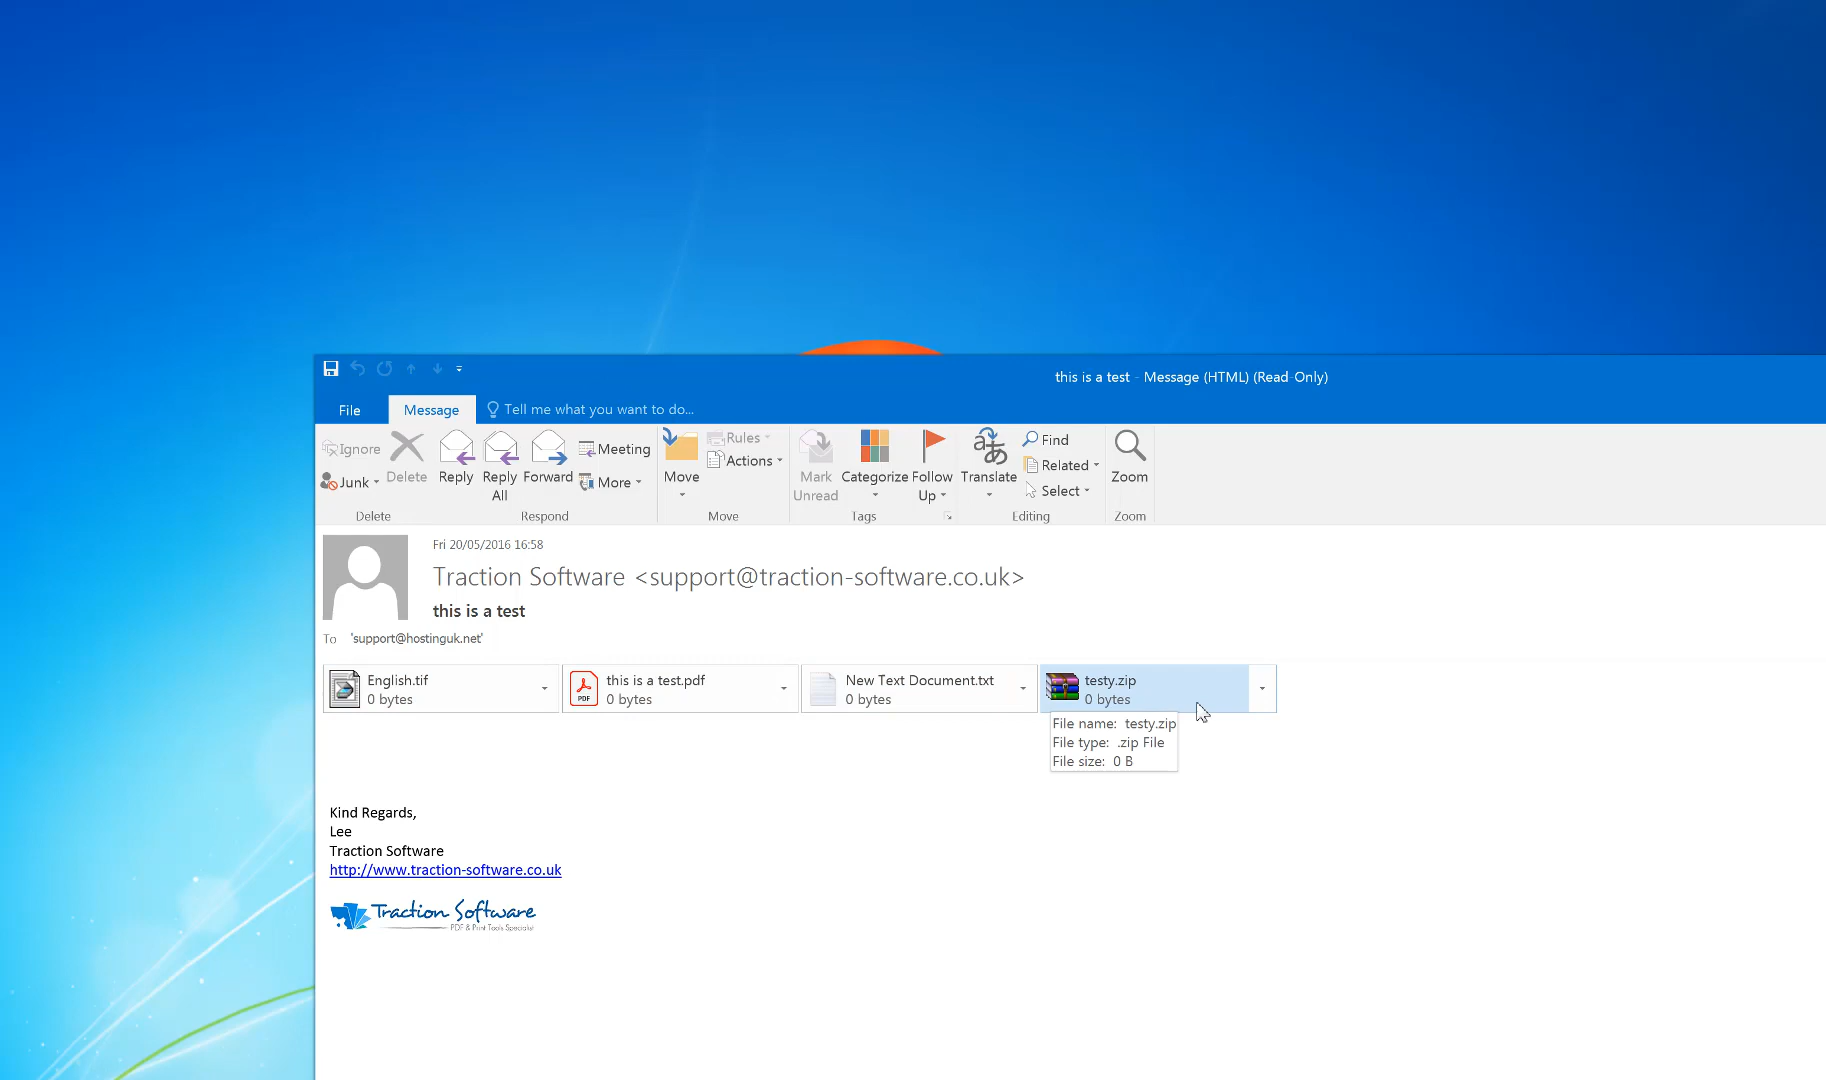 this is a test - Message (HTML) (Read-Only)
File Message Tell me what you want to do...
Ignore
Junk
Delete
Reply
Reply All
Forward
Meeting
More
Move
Rules
Actions
Mark Unread
Categorize
Follow Up
Translate
Find
Related
Select
Zoom
Delete Respond Move Tags Editing Zoom
Fri 20/05/2016 16:58
Traction Software <support@traction-software.co.uk>
this is a test
To 'support@hostinguk.net'
English.tif
0 bytes
PDF
this is a test.pdf
0 bytes
New Text Document.txt
0 bytes
testy.zip
0 bytes
File name: testy.zip
File type: .zip File
File size: 0 B
Kind Regards,
Lee
Traction Software
http://www.traction-software.co.uk
Traction Software
PDF & Print Tools Specialist